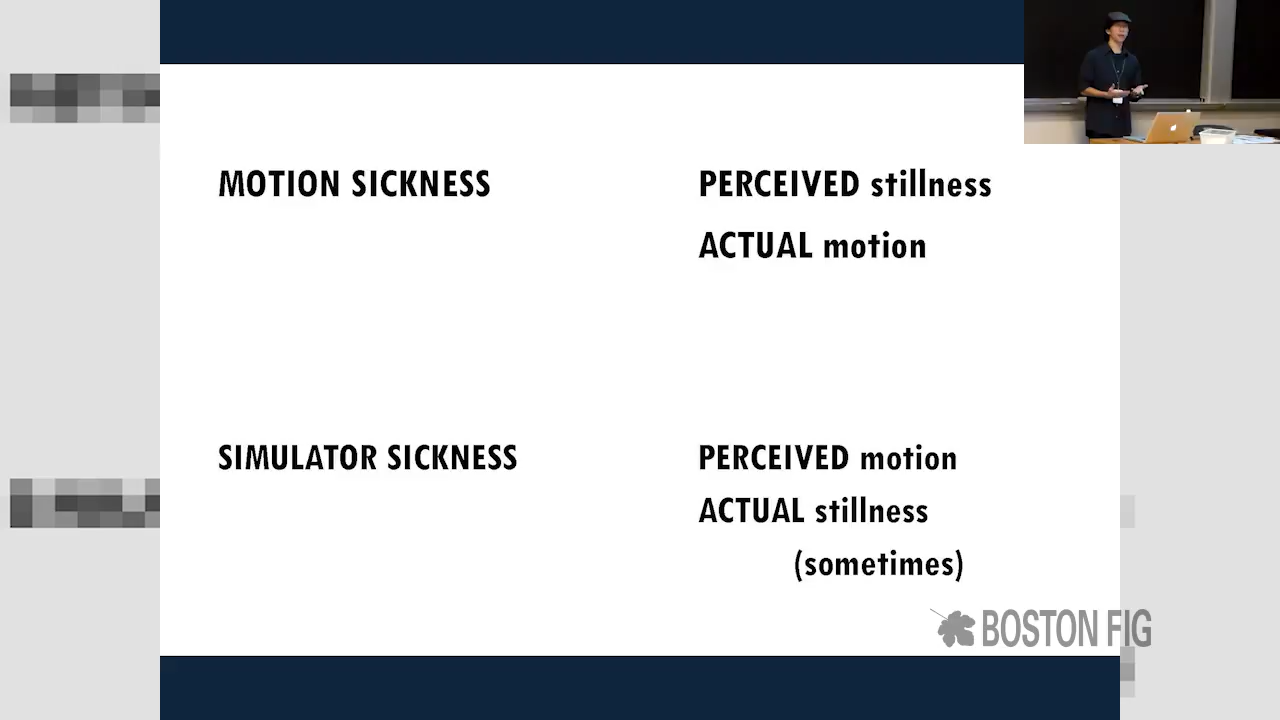 MOTION SICKNESS
PERCEIVED stillness
ACTUAL motion
SIMULATOR SICKNESS
PERCEIVED motion
ACTUAL stillness
(sometimes)
BOSTON FIG